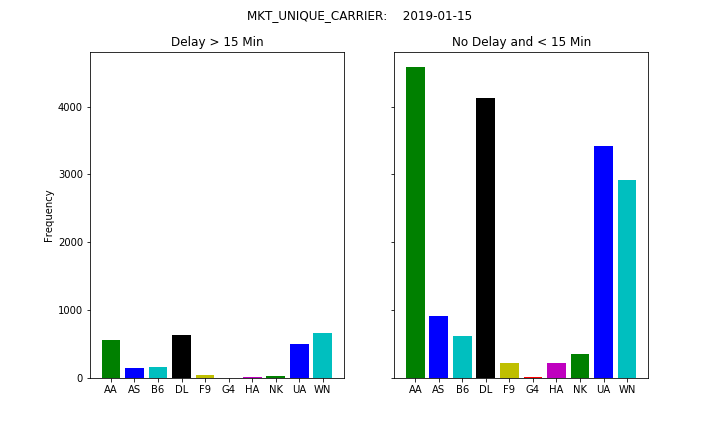 MKT_UNIQUE_CARRIER: 2019-01-15
Delay > 15 Min
No Delay and < 15 Min
Frequency
4000
3000
2000
1000
0
AA AS B6 DL F9 G4 HA NK UA WN
AA AS B6 DL F9 G4 HA NK UA WN